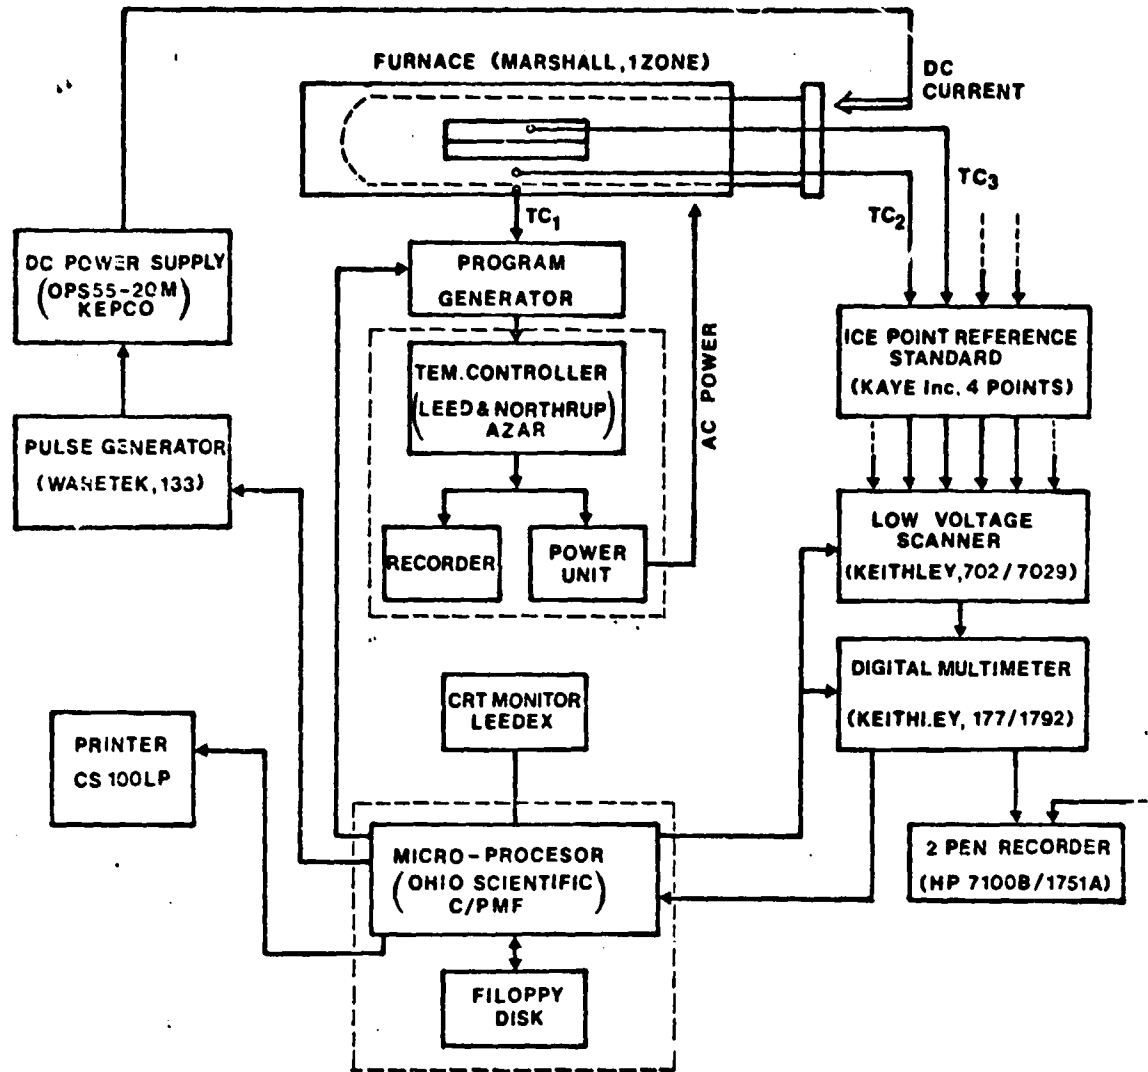 FURNACE (MARSHALL, 1ZONE)
DC
CURRENT
TC1
TC2
TC3
DC POWER SUPPLY
(OPS55-20M)
KEPCO
PROGRAM
GENERATOR
AC POWER
ICE POINT REFERENCE
STANDARD
(KAYE Inc. 4 POINTS)
TEM. CONTROLLER
(LEED & NORTHRUP)
AZAR
PULSE GENERATOR
(WARETEK, 133)
RECORDER
POWER
UNIT
LOW VOLTAGE
SCANNER
(KEITHLEY, 702 / 7029)
CRT MONITOR
LEEDEX
DIGITAL MULTIMETER
(KEITHLEY, 177/1792)
PRINTER
CS 100LP
MICRO-PROCESOR
(OHIO SCIENTIFIC)
C/PMF
2 PEN RECORDER
(HP 7100B/1751A)
FILOPPY
DISK